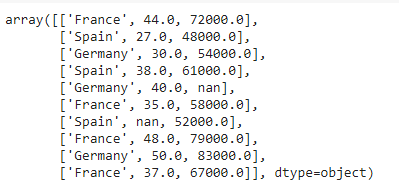 array([['France', 44.0, 72000.0],
['Spain', 27.0, 48000.0],
['Germany', 30.0, 54000.0],
['Spain', 38.0, 61000.0],
['Germany', 40.0, nan],
['France', 35.0, 58000.0],
['Spain', nan, 52000.0],
['France', 48.0, 79000.0],
['Germany', 50.0, 83000.0],
['France', 37.0, 67000.0]], dtype=object)